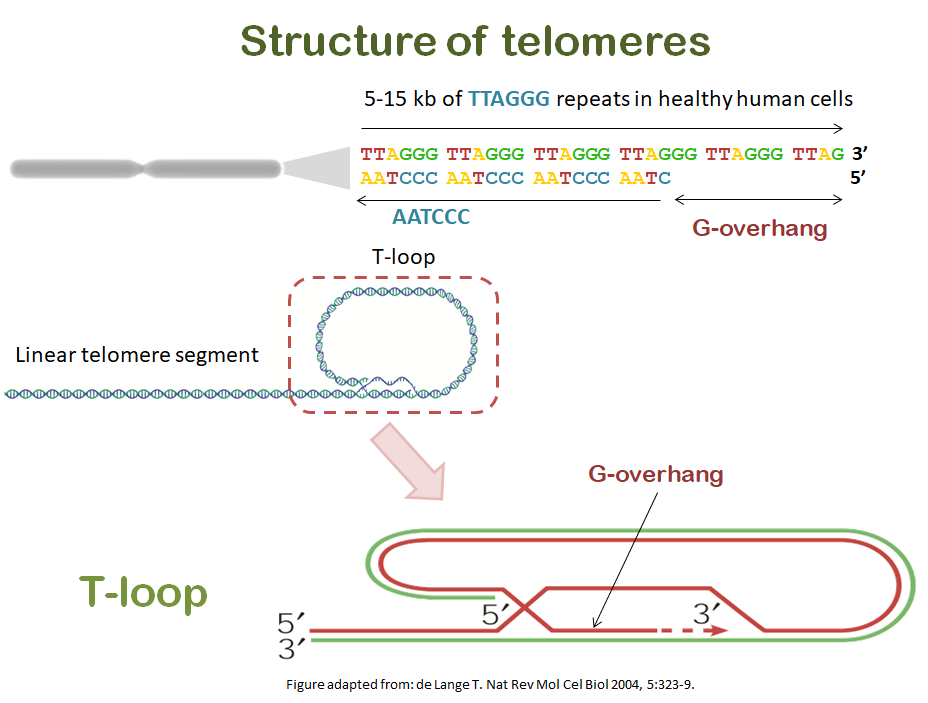 Structure of telomeres
5-15 kb of TTAGGG repeats in healthy human cells
TTAGGG TTAGGG TTAGGG TTAGGG TTAGGG TTAG 3’
AATCCC AATCCC AATCCC AATC 5’
AATCCC
G-overhang
T-loop
Linear telomere segment
G-overhang
T-loop
5′ 3′
5′
3′
Figure adapted from: de Lange T. Nat Rev Mol Cel Biol 2004, 5:323-9.